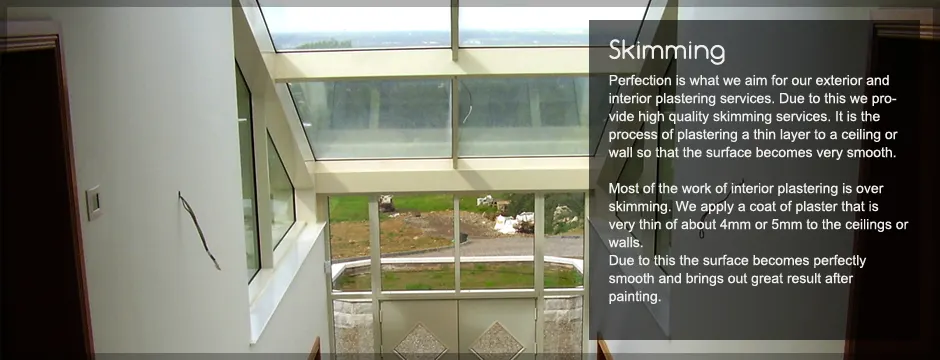 Skimming
Perfection is what we aim for our exterior and
interior plastering services. Due to this we pro-
vide high quality skimming services. It is the
process of plastering a thin layer to a ceiling or
wall so that the surface becomes very smooth.
Most of the work of interior plastering is over
skimming. We apply a coat of plaster that is
very thin of about 4mm or 5mm to the ceilings or
walls.
Due to this the surface becomes perfectly
smooth and brings out great result after
painting.